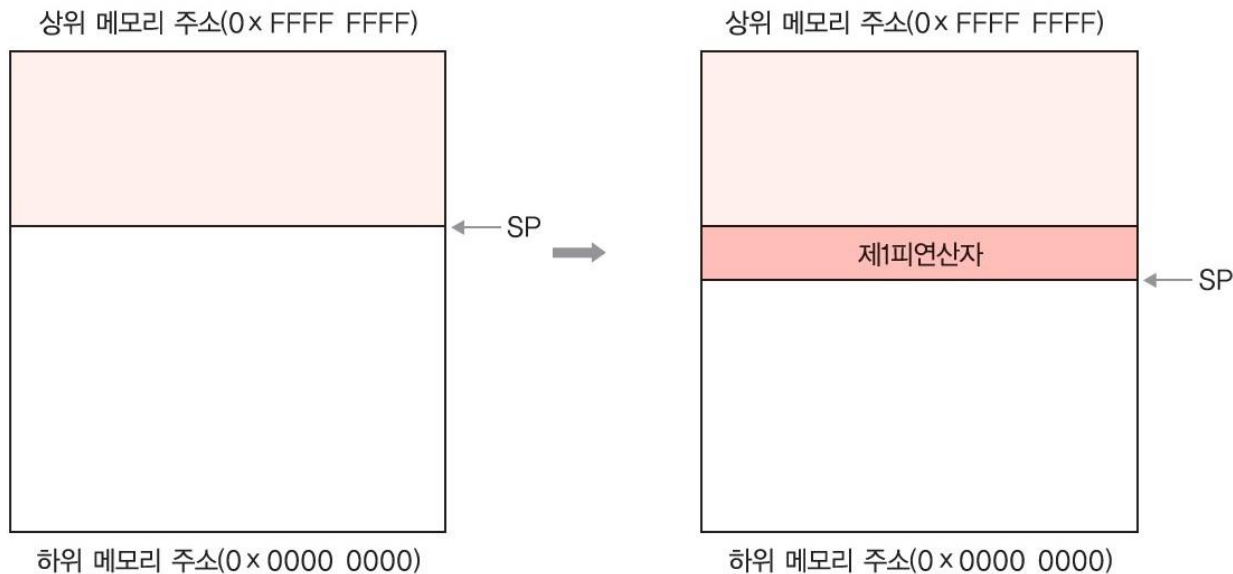 상위 메모리 주소(0 x FFFF FFFF)
상위 메모리 주소(0 x FFFF FFFF)
SP
제1피연산자
SP
하위 메모리 주소(0 × 0000 0000)
하위 메모리 주소(0 × 0000 0000)